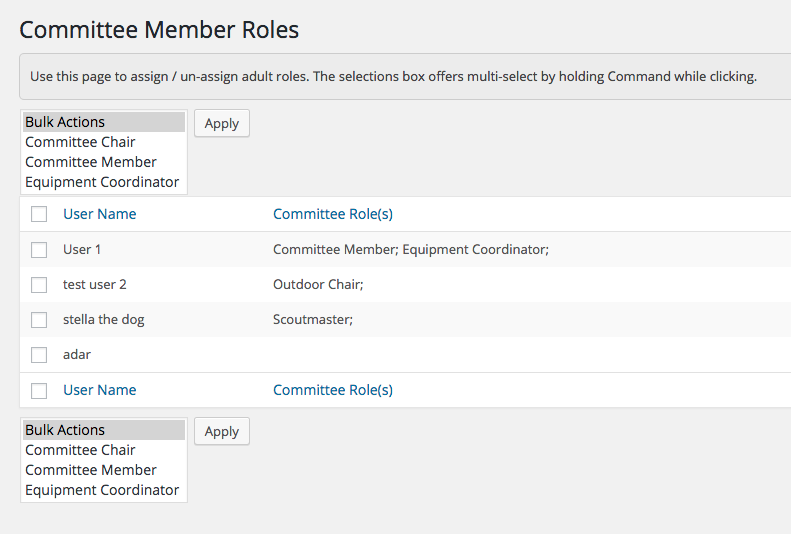 Committee Member Roles
Use this page to assign / un-assign adult roles. The selections box offers multi-select by holding Command while clicking.
Bulk Actions
Apply
Committee Chair
Committee Member
Equipment Coordinator
User Name Committee Role(s)
User 1 Committee Member; Equipment Coordinator;
test user 2 Outdoor Chair;
stella the dog Scoutmaster;
adar
User Name Committee Role(s)
Bulk Actions
Apply
Committee Chair
Committee Member
Equipment Coordinator